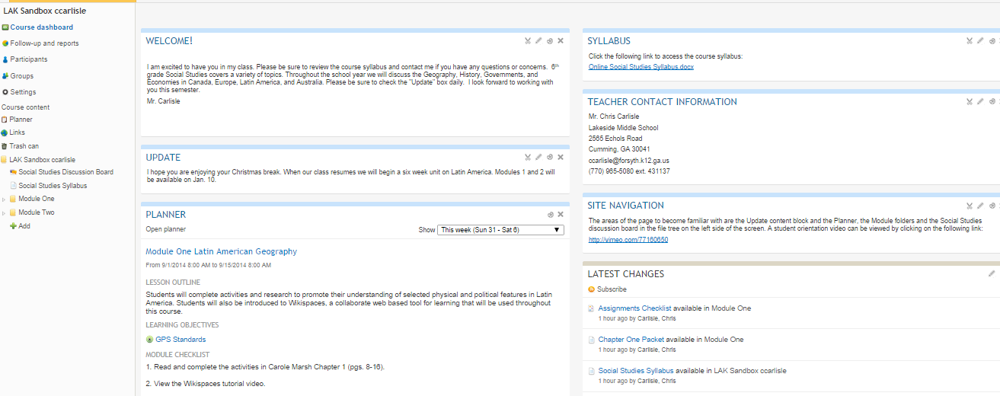 LAK Sandbox ccarlisle
Course dashboard
Follow-up and reports
Participants
Groups
Settings
Course content
Planner
Links
Trash can
LAK Sandbox ccarlisle
Social Studies Discussion Board
Social Studies Syllabus
Module One
Module Two
Add
WELCOME!
I am excited to have you in my class. Please be sure to review the course syllabus and contact me if you have any questions or concerns. 6th
grade Social Studies covers a variety of topics. Throughout the school year we will discuss the Geography, History, Governments, and
Economies in Canada, Europe, Latin America, and Australia. Please be sure to check the "Update" box daily. I look forward to working with
you this semester.
Mr. Carlisle
UPDATE
I hope you are enjoying your Christmas break. When our class resumes we will begin a six week unit on Latin America. Modules 1 and 2 will
be available on Jan. 10.
PLANNER
Open planner
Show This week (Sun 31 - Sat 6)
Module One Latin American Geography
From 9/1/2014 8:00 AM to 9/15/2014 8:00 AM
LESSON OUTLINE
Students will complete activities and research to promote their understanding of selected physical and political features in Latin
America. Students will also be introduced to Wikispaces, a collaborate web based tool for learning that will be used throughout
this course.
LEARNING OBJECTIVES
GPS Standards
MODULE CHECKLIST
1. Read and complete the activities in Carole Marsh Chapter 1 (pgs. 8-16).
2. View the Wikispaces tutorial video.
SYLLABUS
Click the following link to access the course syllabus:
Online Social Studies Syllabus.docx
TEACHER CONTACT INFORMATION
Mr. Chris Carlisle
Lakeside Middle School
2565 Echols Road
Cumming, GA 30041
ccarlisle@forsyth.k12.ga.us
(770) 965-5080 ext. 431137
SITE NAVIGATION
The areas of the page to become familiar with are the Update content block and the Planner, the Module folders and the Social Studies
discussion board in the file tree on the left side of the screen. A student orientation video can be viewed by clicking on the following link:
http://vimeo.com/77160650
LATEST CHANGES
Subscribe
Assignments Checklist available in Module One
1 hour ago by Carlisle, Chris
Chapter One Packet available in Module One
1 hour ago by Carlisle, Chris
Social Studies Syllabus available in LAK Sandbox ccarlisle
1 hour ago by Carlisle, Chris